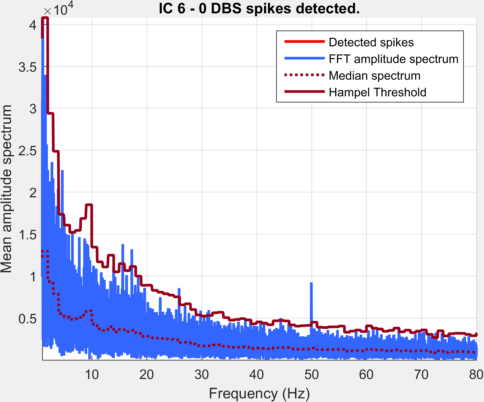 IC 6 - 0 DBS spikes detected.
×10⁴
4
3.5
3
2.5
2
1.5
1
0.5
10 20 30 40 50 60 70 80
Frequency (Hz)
Mean amplitude spectrum
Detected spikes
FFT amplitude spectrum
Median spectrum
Hampel Threshold